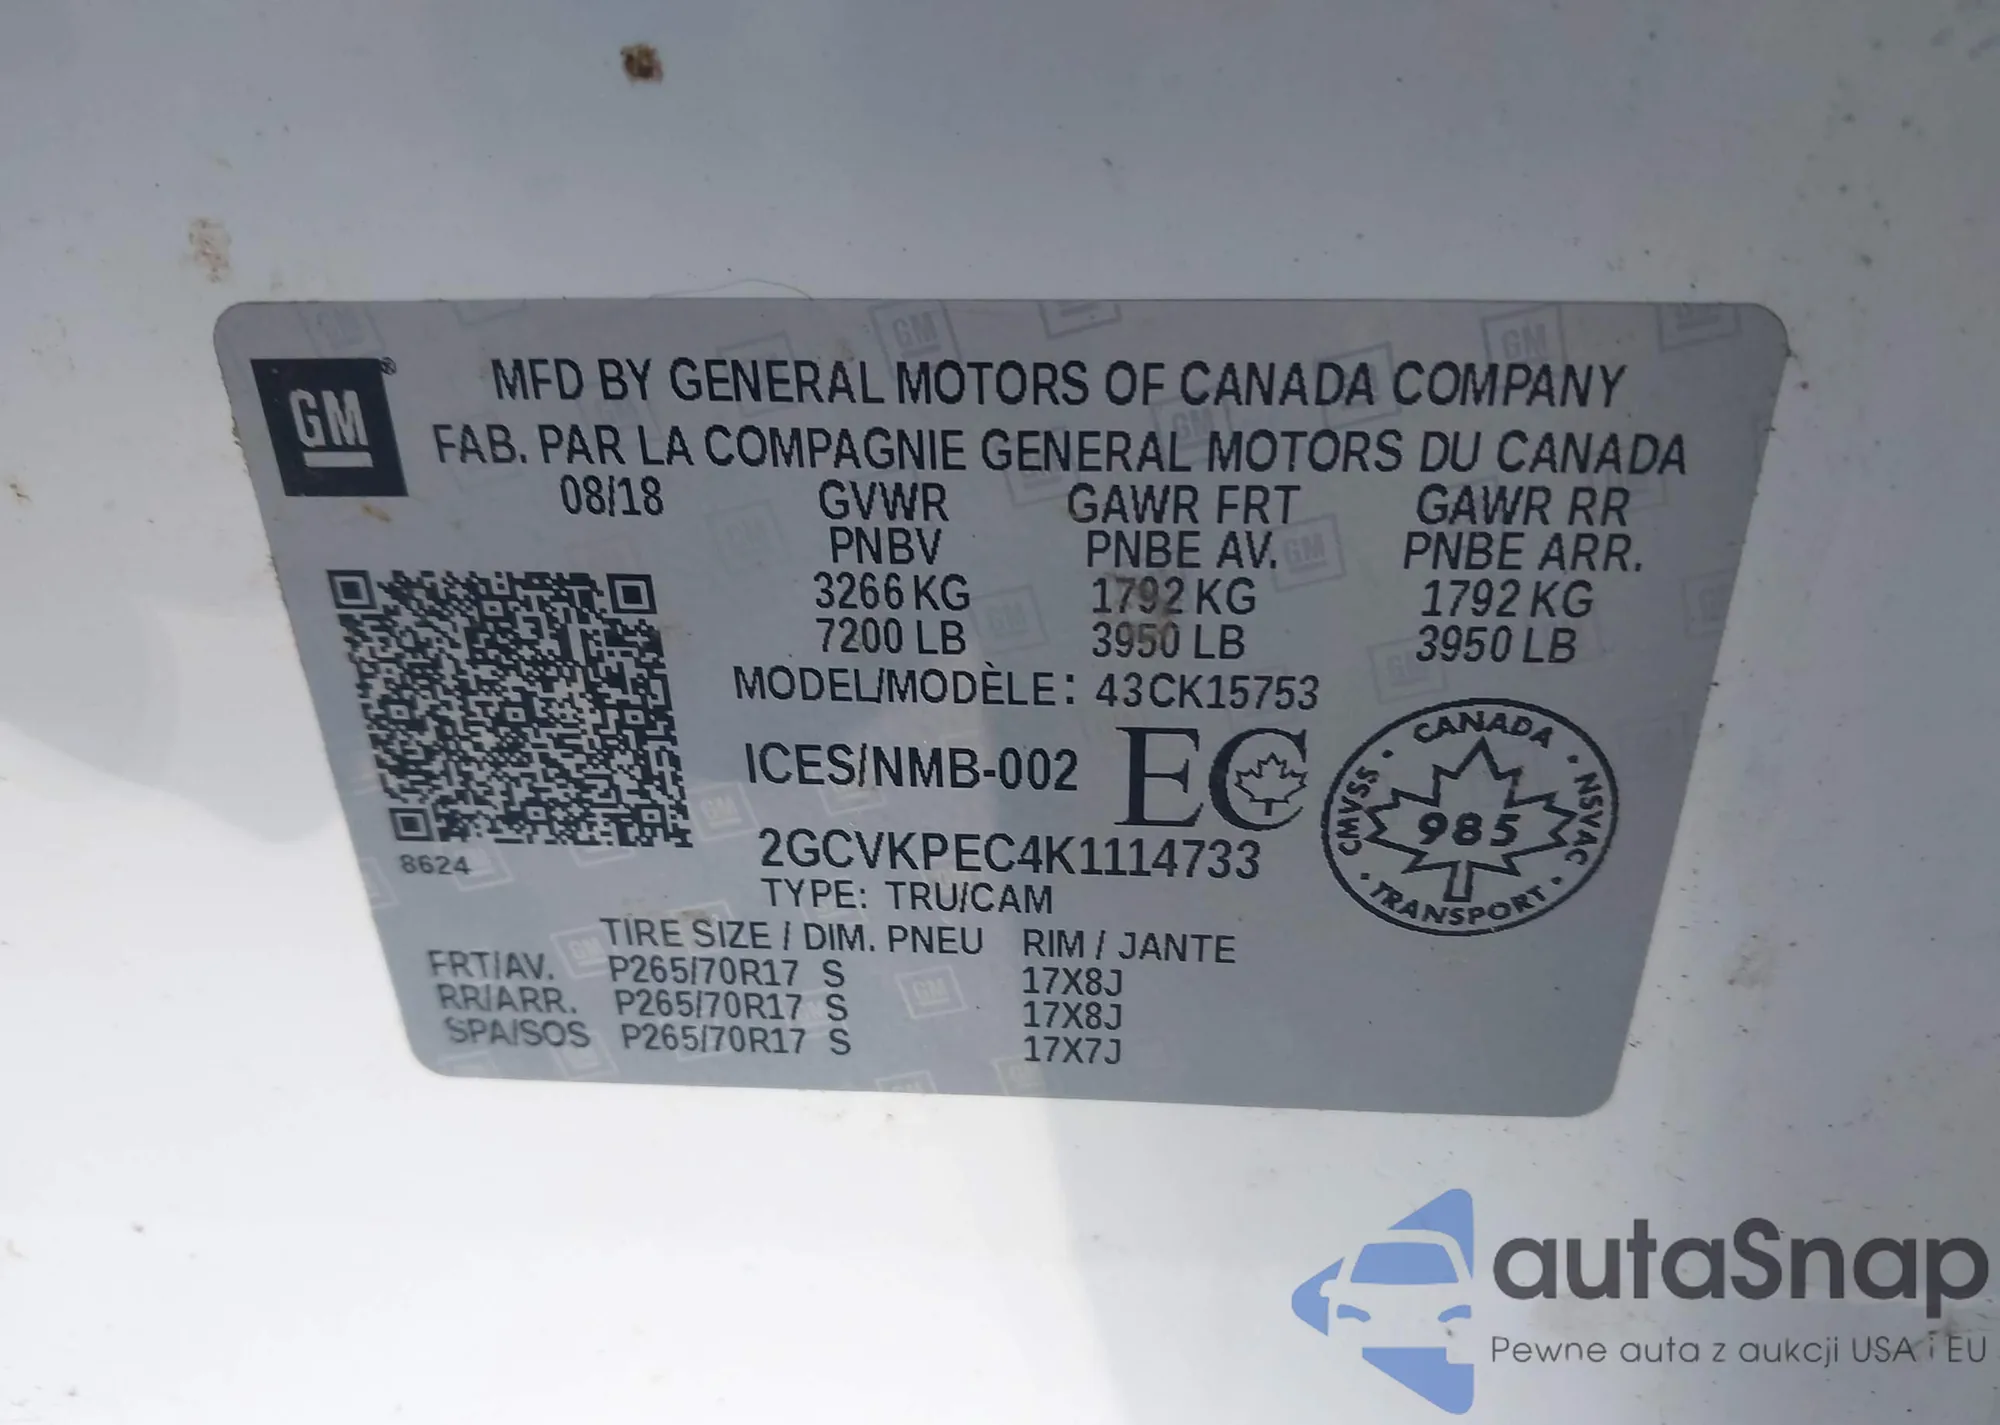 GM®
MFD BY GENERAL MOTORS OF CANADA COMPANY
FAB. PAR LA COMPAGNIE GENERAL MOTORS DU CANADA
08/18 GVWR GAWR FRT GAWR RR
PNBV PNBE AV. PNBE ARR.
3266 KG 1792 KG 1792 KG
7200 LB 3950 LB 3950 LB
MODEL/MODÈLE: 43CK15753
ICES/NMB-002 EC
CANADA
CMVSS 985 NSVAC
TRANSPORT
8624
2GCVKPEC4K1114733
TYPE: TRU/CAM
TIRE SIZE / DIM. PNEU RIM / JANTE
FRT/AV. P265/70R17 S 17X8J
RR/ARR. P265/70R17 S 17X8J
SPA/SOS P265/70R17 S 17X7J
autaSnap
Pewne auta z aukcji USA i EU